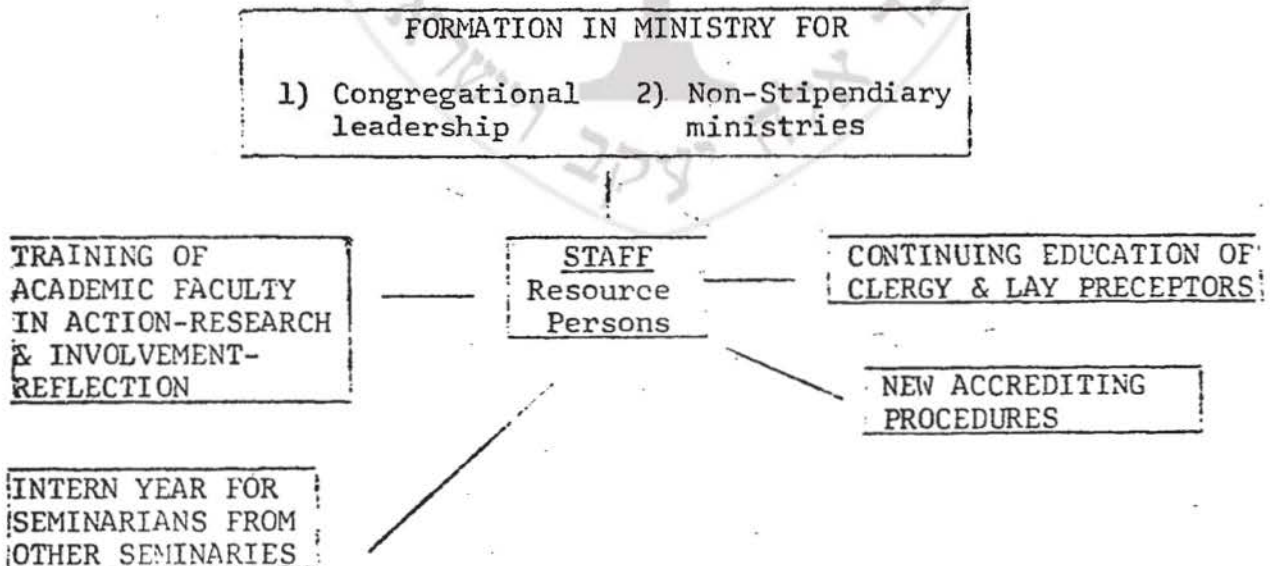 FORMATION IN MINISTRY FOR
1) Congregational 2) Non-Stipendiary
leadership ministries
TRAINING OF
ACADEMIC FACULTY
IN ACTION-RESEARCH
& INVOLVEMENT-
REFLECTION
STAFF
Resource
Persons
CONTINUING EDUCATION OF
CLERGY & LAY PRECEPTORS
NEW ACCREDITING
PROCEDURES
INTERN YEAR FOR
SEMINARIANS FROM
OTHER SEMINARIES